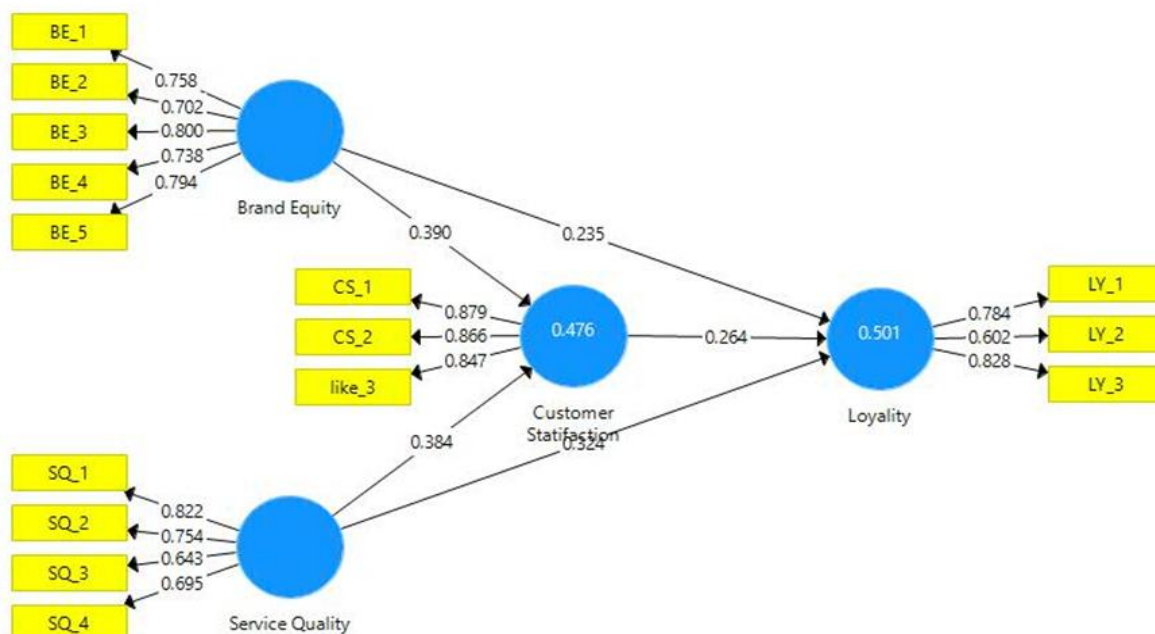 BE_1
BE_2
BE_3
BE_4
BE_5
0.758
0.702
0.800
0.738
0.794
Brand Equity
0.390
0.235
CS_1
CS_2
like_3
0.879
0.866
0.847
0.476
Customer
Statifaction
0.264
0.501
Loyality
0.784
0.602
0.828
LY_1
LY_2
LY_3
0.384
0.324
SQ_1
SQ_2
SQ_3
SQ_4
0.822
0.754
0.643
0.695
Service Quality